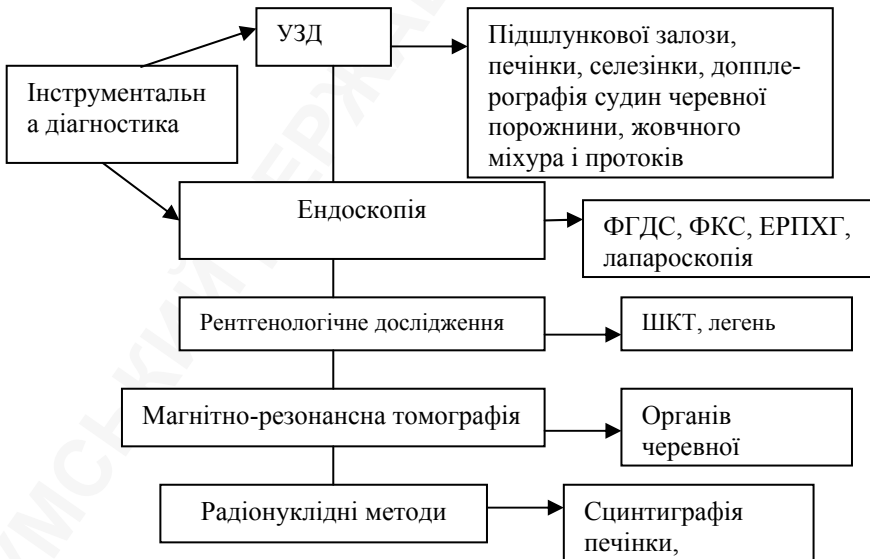 УЗД
Підшлункової залози,
печінки, селезінки, доппле-
рографія судин черевної
порожнини, жовчного
міхура і протоків
Інструментальн
а діагностика
Ендоскопія
ФГДС, ФКС, ЕРПХГ,
лапароскопія
Рентгенологічне дослідження
ШКТ, легень
Магнітно-резонансна томографія
Органів
черевної
Радіонуклідні методи
Сцинтиграфія
печінки,